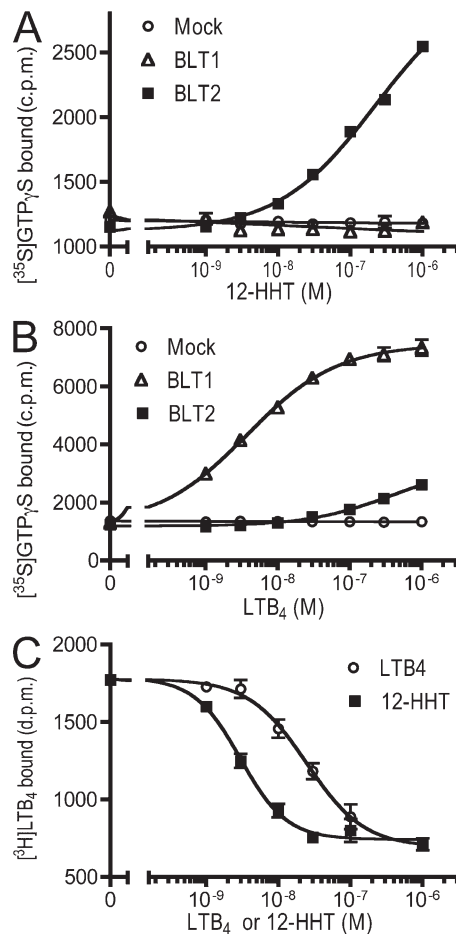 A
[³⁵S]GTPγS bound (c.p.m.)
2500
2000
1500
1000
Mock
BLT1
BLT2
0 10⁻⁹ 10⁻⁸ 10⁻⁷ 10⁻⁶
12-HHT (M)
B
[³⁵S]GTPγS bound (c.p.m.)
8000
6000
4000
2000
0
Mock
BLT1
BLT2
0 10⁻⁹ 10⁻⁸ 10⁻⁷ 10⁻⁶
LTB₄ (M)
C
[³H]LTB₄ bound (d.p.m.)
2000
1500
1000
500
LTB4
12-HHT
0 10⁻⁹ 10⁻⁸ 10⁻⁷ 10⁻⁶
LTB₄ or 12-HHT (M)